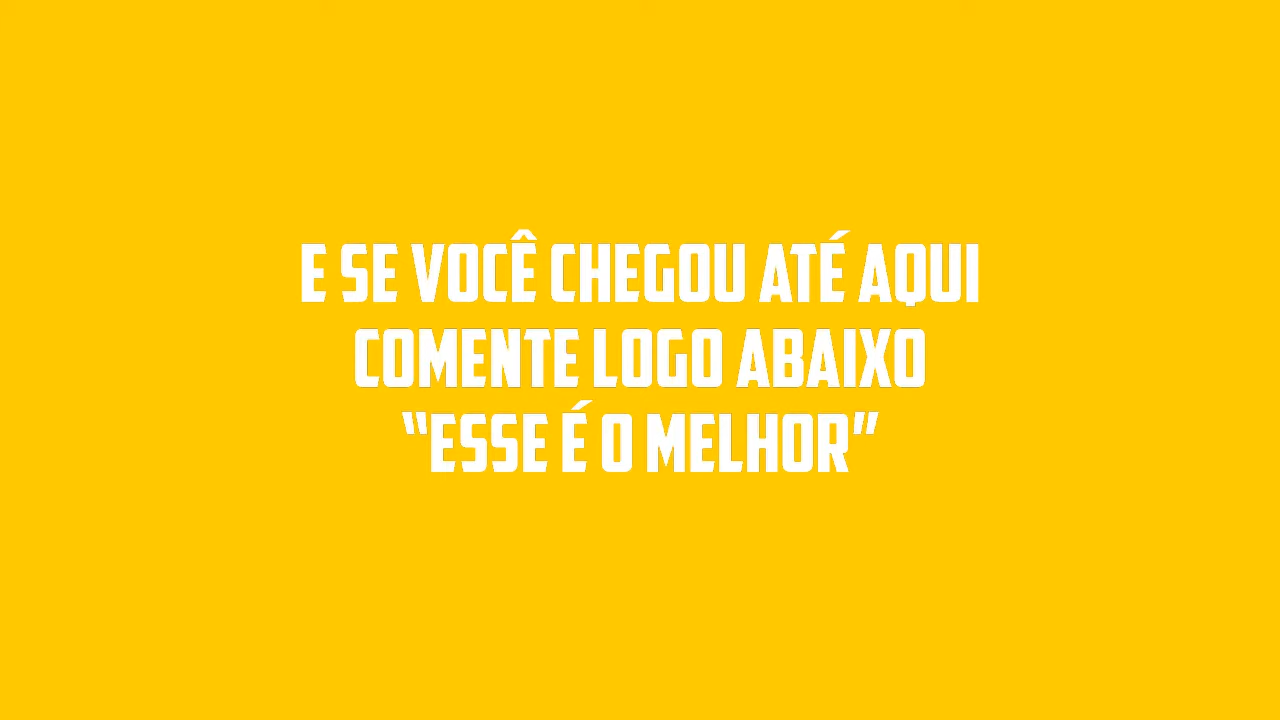 E SE VOCÊ CHEGOU ATÉ AQUI
COMENTE LOGO ABAIXO
“ESSE É O MELHOR”